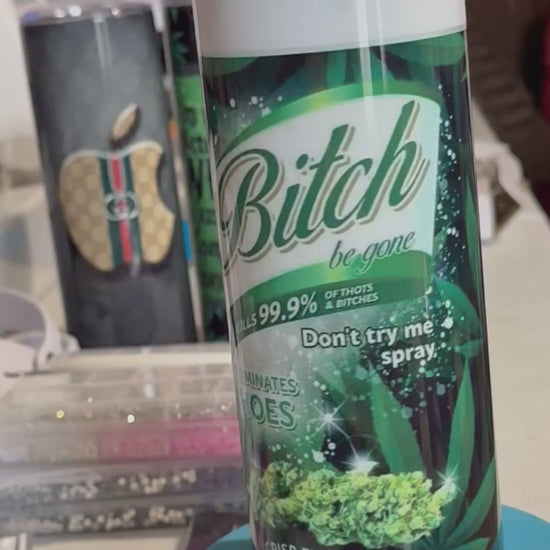 Bitch
be gone
99.9% OF THOTS
& BITCHES
Don't try me
spray